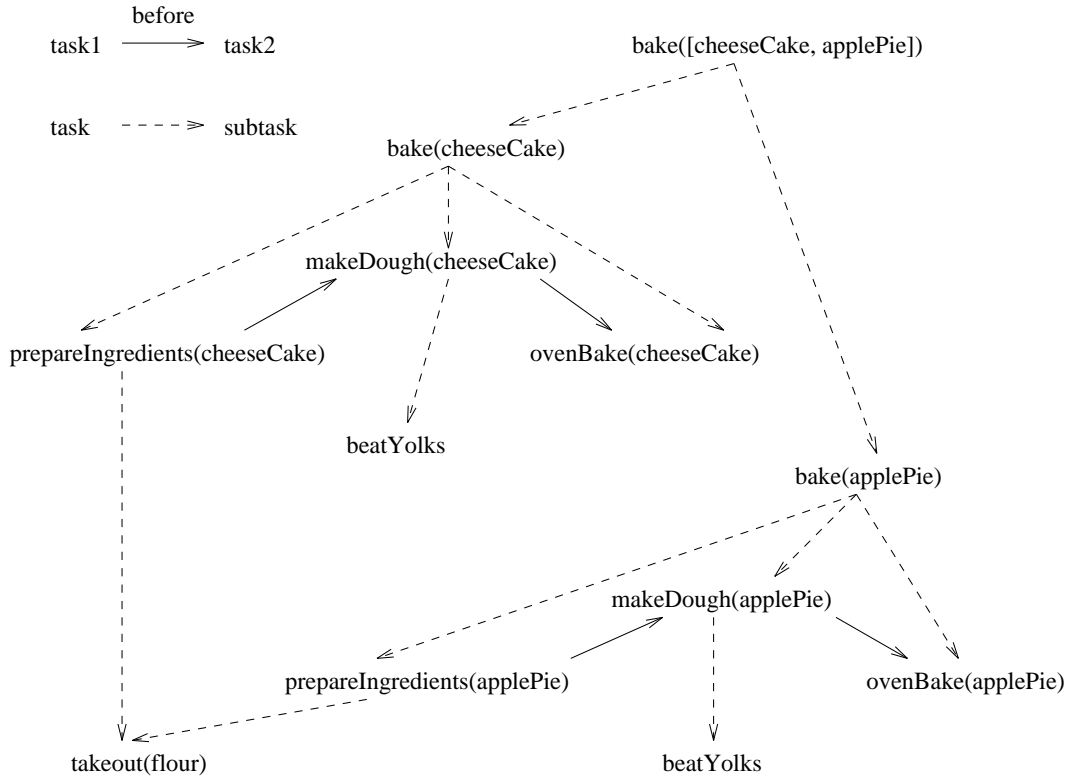 before
task1 task2 bake([cheeseCake, applePie])
task subtask
bake(cheeseCake)
makeDough(cheeseCake)
prepareIngredients(cheeseCake) ovenBake(cheeseCake)
beatYolks
bake(applePie)
makeDough(applePie)
prepareIngredients(applePie) ovenBake(applePie)
takeout(flour) beatYolks